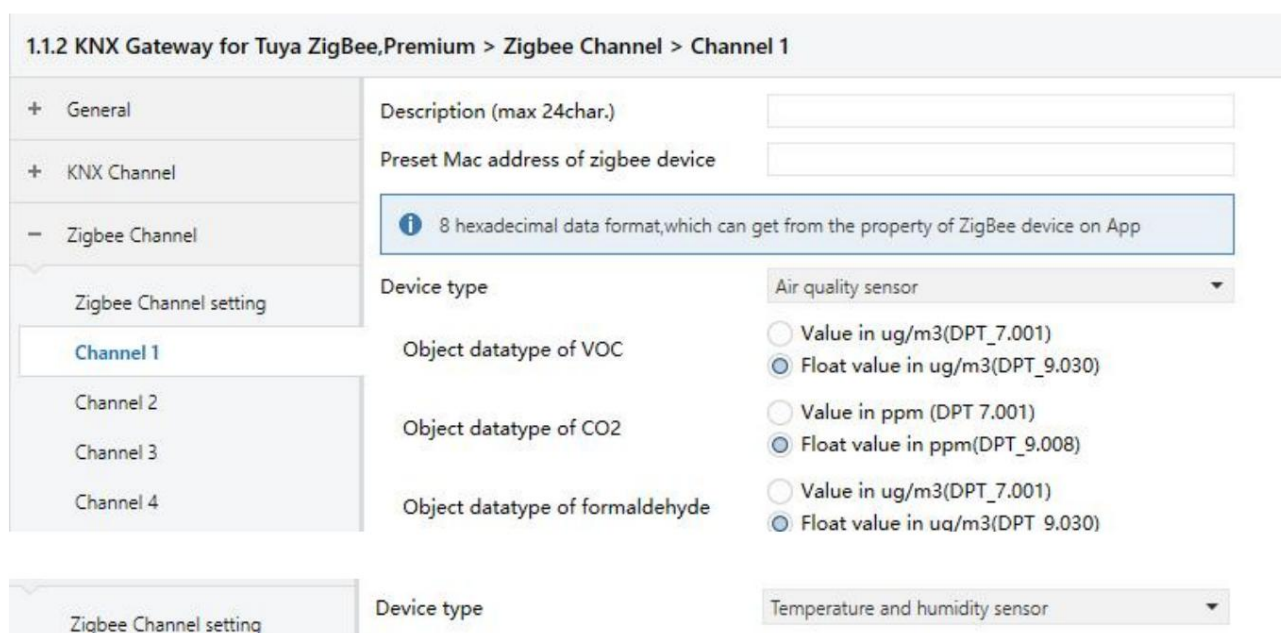 1.1.2 KNX Gateway for Tuya ZigBee,Premium > Zigbee Channel > Channel 1
+ General
+ KNX Channel
− Zigbee Channel
Zigbee Channel setting
Channel 1
Channel 2
Channel 3
Channel 4
Description (max 24char.)
Preset Mac address of zigbee device
8 hexadecimal data format,which can get from the property of ZigBee device on App
Device type Air quality sensor
Object datatype of VOC
Value in ug/m3(DPT_7.001)
Float value in ug/m3(DPT_9.030)
Object datatype of CO2
Value in ppm (DPT 7.001)
Float value in ppm(DPT_9.008)
Object datatype of formaldehyde
Value in ug/m3(DPT_7.001)
Float value in ug/m3(DPT_9.030)
Zigbee Channel setting
Device type Temperature and humidity sensor